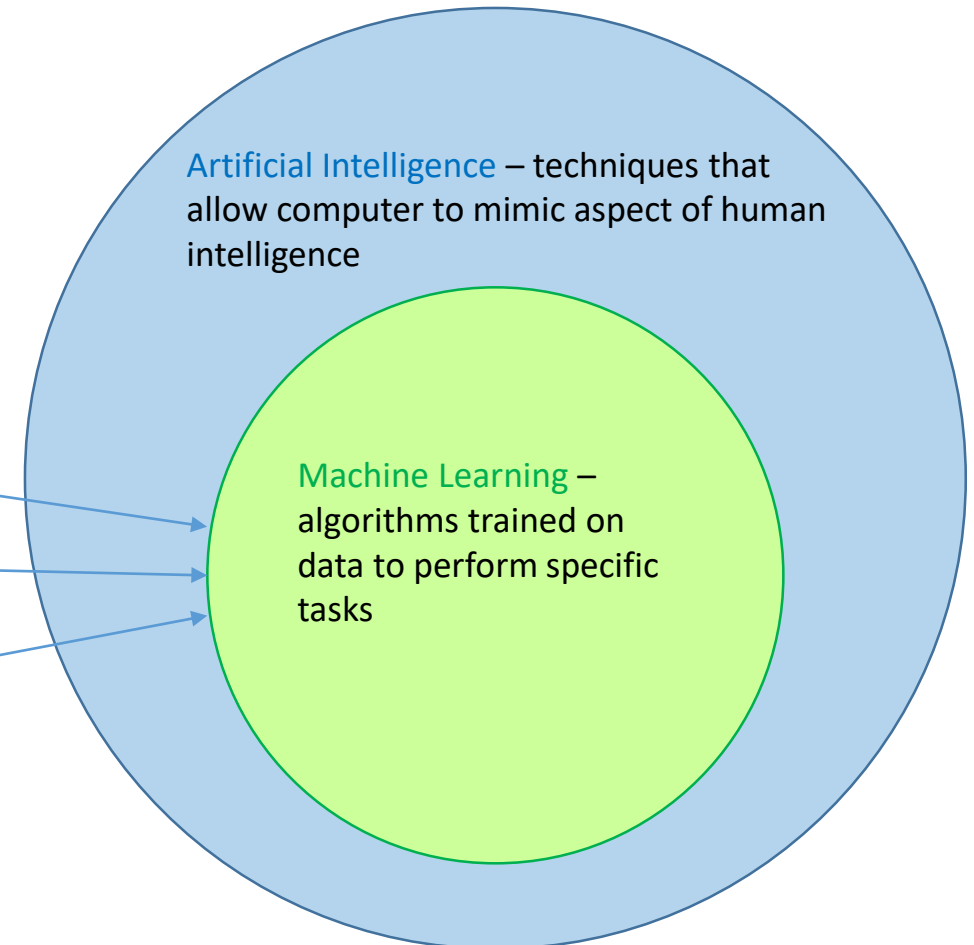 Artificial Intelligence – techniques that
allow computer to mimic aspect of human
intelligence
Machine Learning –
algorithms trained on
data to perform specific
tasks